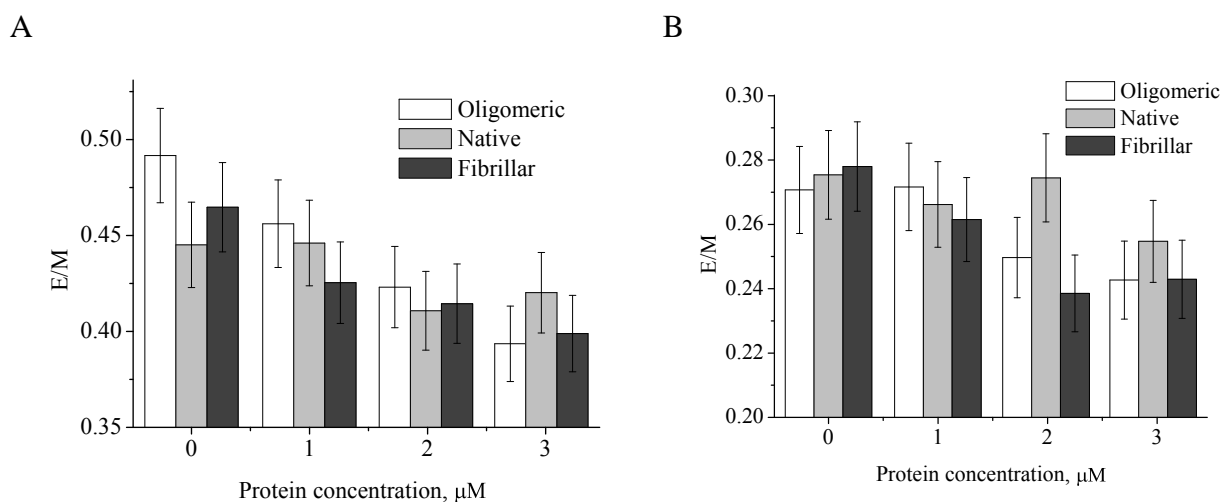 A
0.50
0.45
0.40
0.35
E/M
Oligomeric
Native
Fibrillar
0 1 2 3
Protein concentration, μM
B
0.30
0.28
0.26
0.24
0.22
0.20
E/M
Oligomeric
Native
Fibrillar
0 1 2 3
Protein concentration, μM